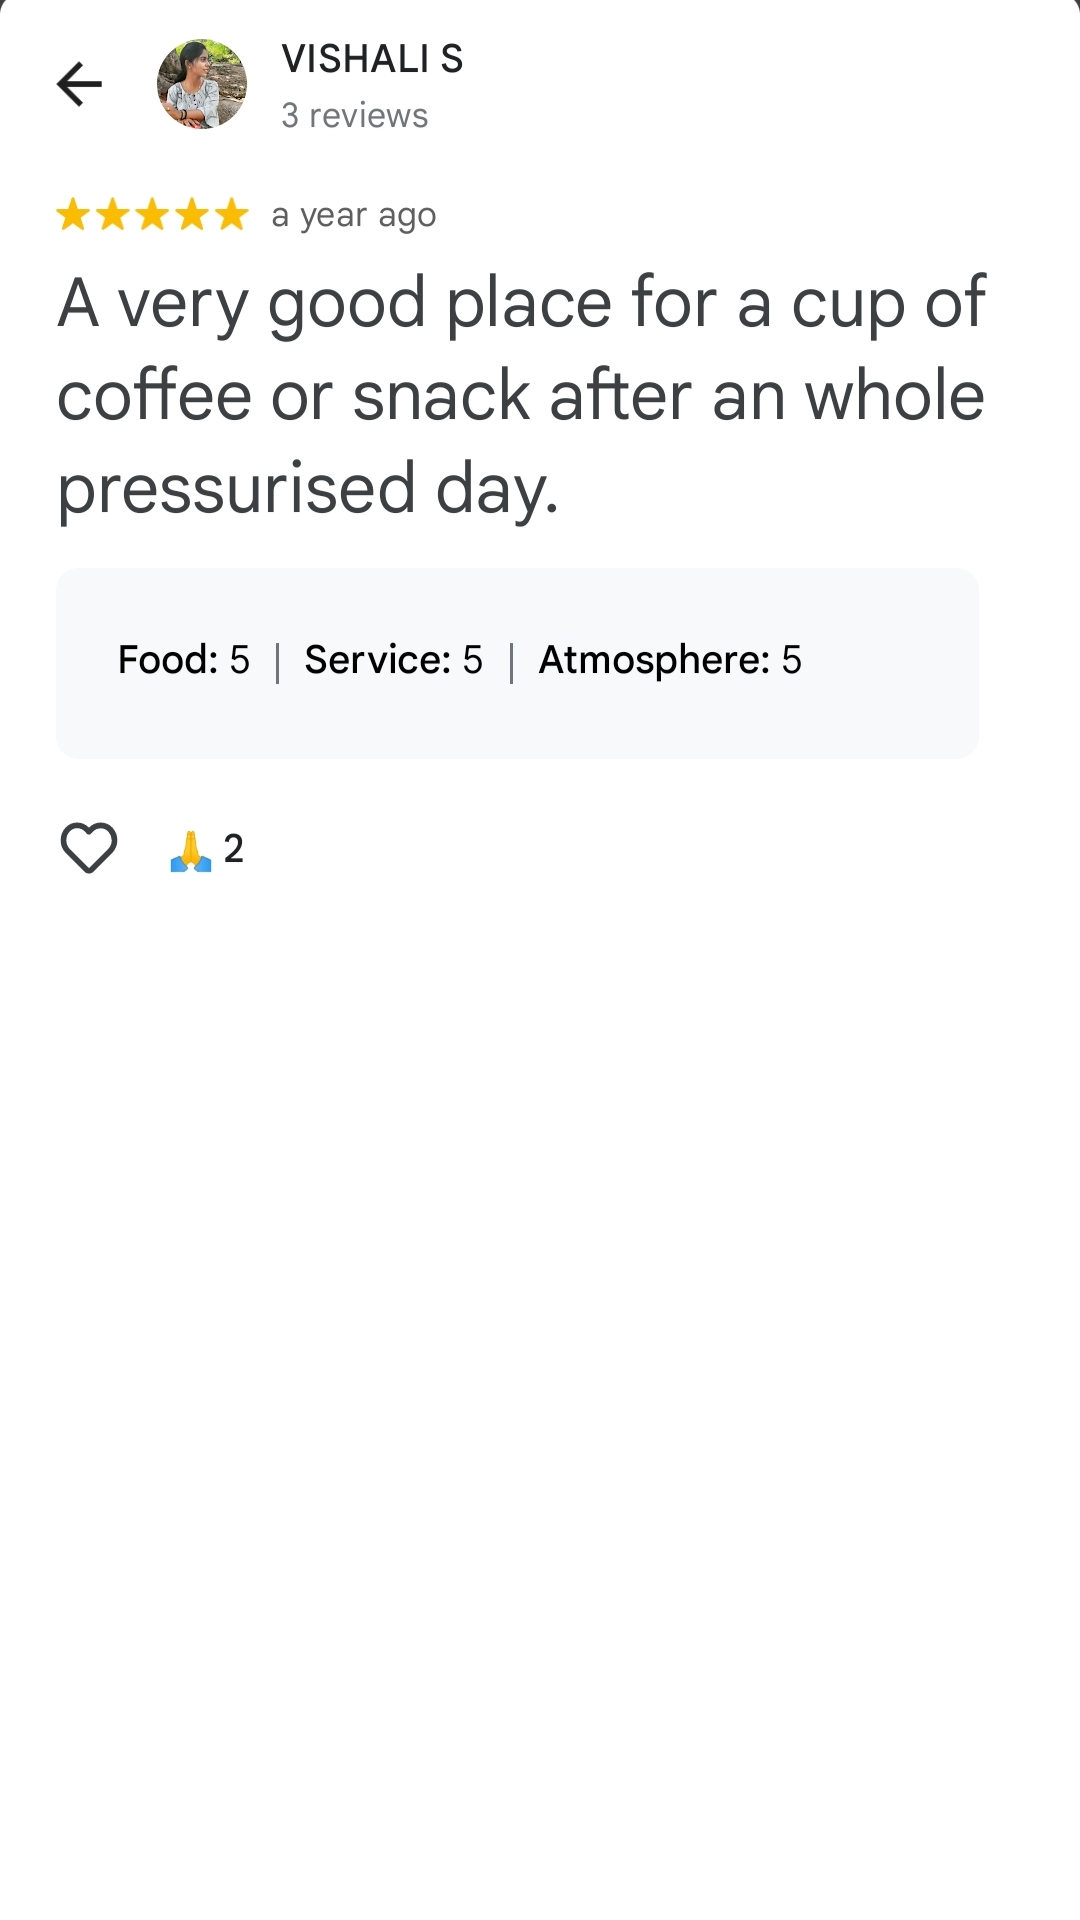 VISHALI S
3 reviews
a year ago
A very good place for a cup of
coffee or snack after an whole
pressurised day.
Food: 5 | Service: 5 | Atmosphere: 5
🙏 2